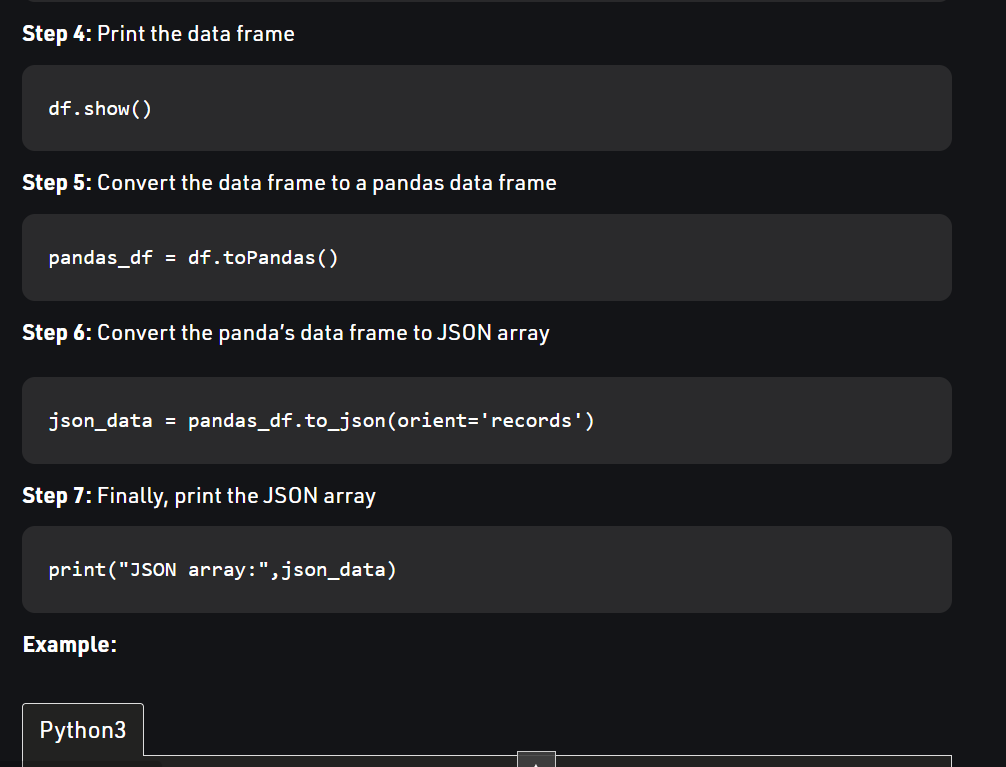 Step 4: Print the data frame
df.show()
Step 5: Convert the data frame to a pandas data frame
pandas_df = df.toPandas()
Step 6: Convert the panda’s data frame to JSON array
json_data = pandas_df.to_json(orient='records')
Step 7: Finally, print the JSON array
print("JSON array:",json_data)
Example:
Python3